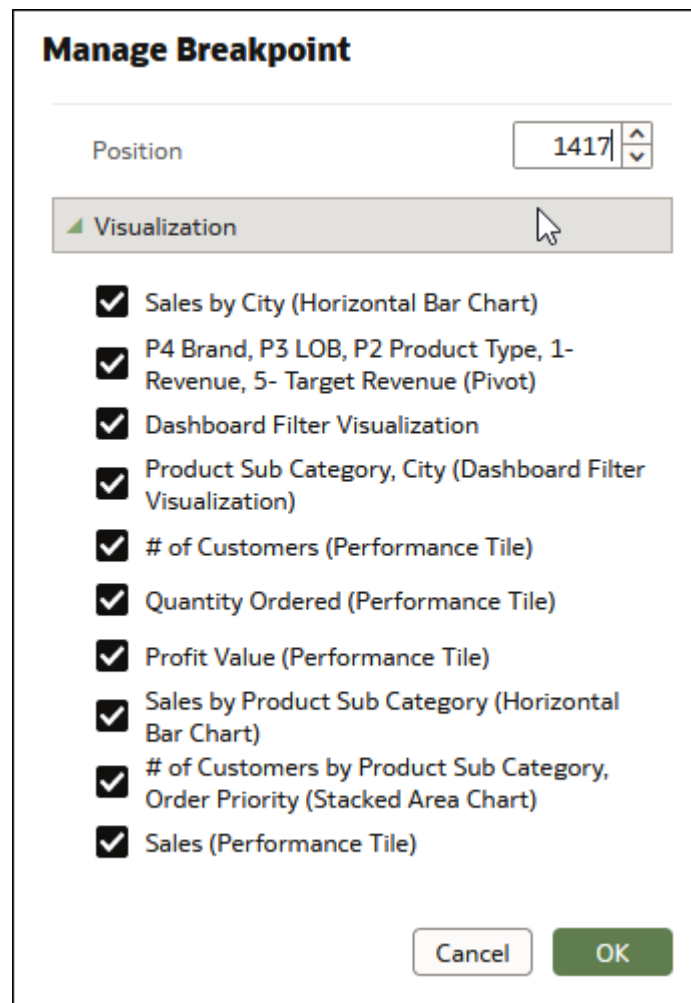 Manage Breakpoint
Position
1417
Visualization
Sales by City (Horizontal Bar Chart)
P4 Brand, P3 LOB, P2 Product Type, 1-
Revenue, 5- Target Revenue (Pivot)
Dashboard Filter Visualization
Product Sub Category, City (Dashboard Filter
Visualization)
# of Customers (Performance Tile)
Quantity Ordered (Performance Tile)
Profit Value (Performance Tile)
Sales by Product Sub Category (Horizontal
Bar Chart)
# of Customers by Product Sub Category,
Order Priority (Stacked Area Chart)
Sales (Performance Tile)
Cancel
OK